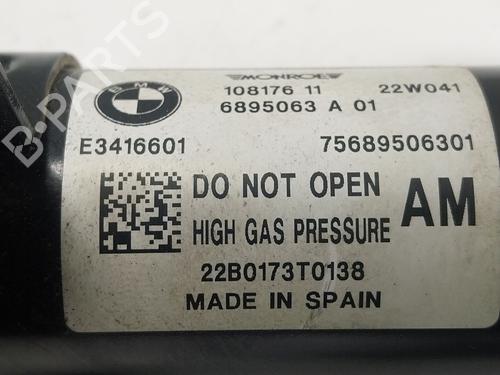 BMW
MONROE
108176 11 22W041
6895063 A 01
E3416601 75689506301
DO NOT OPEN
HIGH GAS PRESSURE AM
22B0173T0138
MADE IN SPAIN
B-PARTS